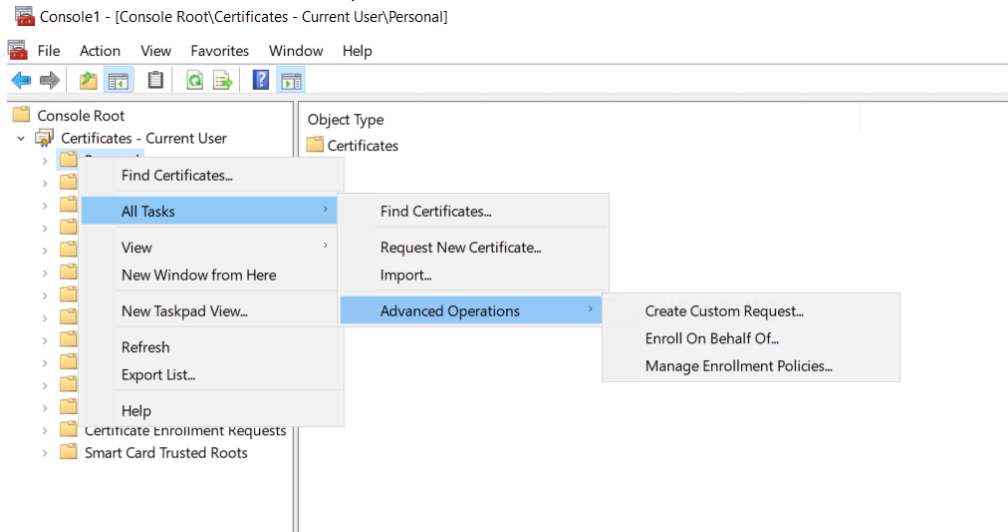 Console1 - [Console Root\Certificates - Current User\Personal]
File Action View Favorites Window Help
Console Root
Certificates - Current User
Object Type
Certificates
Find Certificates...
All Tasks
View
New Window from Here
New Taskpad View...
Refresh
Export List...
Help
Find Certificates...
Request New Certificate...
Import...
Advanced Operations
Create Custom Request...
Enroll On Behalf Of...
Manage Enrollment Policies...
Certificate Enrollment Requests
Smart Card Trusted Roots